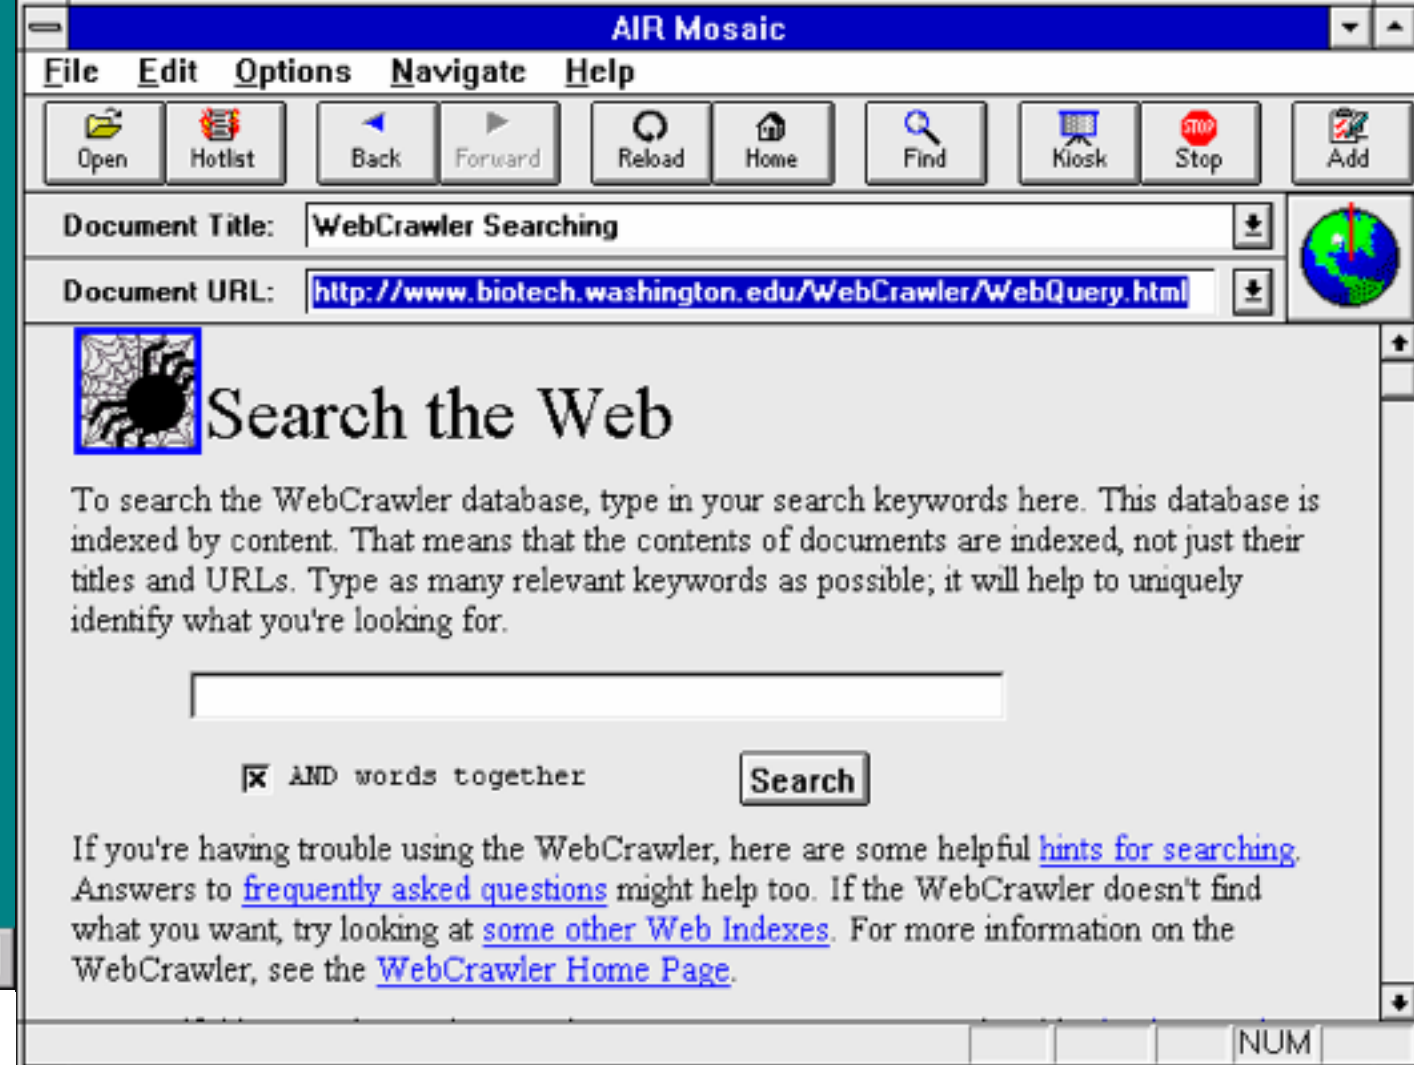 AIR Mosaic
File Edit Options Navigate Help
Open Hotlist Back Forward Reload Home Find Kiosk Stop Add
STOP
Document Title: WebCrawler Searching
Document URL: http://www.biotech.washington.edu/WebCrawler/WebQuery.html
Search the Web
To search the WebCrawler database, type in your search keywords here. This database is
indexed by content. That means that the contents of documents are indexed, not just their
titles and URLs. Type as many relevant keywords as possible; it will help to uniquely
identify what you're looking for.
AND words together Search
If you're having trouble using the WebCrawler, here are some helpful hints for searching.
Answers to frequently asked questions might help too. If the WebCrawler doesn't find
what you want, try looking at some other Web Indexes. For more information on the
WebCrawler, see the WebCrawler Home Page.
NUM